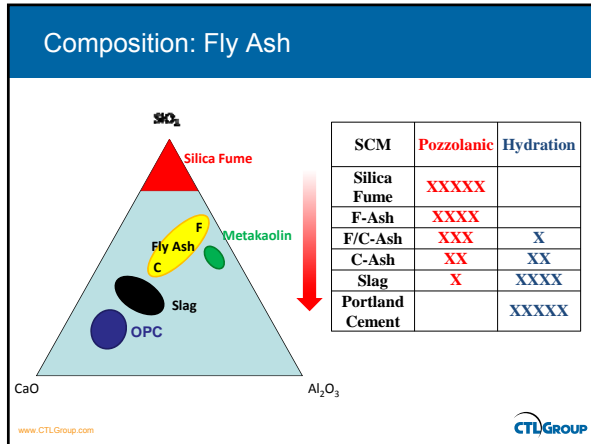 Composition: Fly Ash
SiO₂
Silica Fume
F
Fly Ash
C
Metakaolin
Slag
OPC
CaO
Al₂O₃
SCM Pozzolanic Hydration
Silica
Fume XXXXX
F-Ash XXXX
F/C-Ash XXX X
C-Ash XX XX
Slag X XXXX
Portland
Cement XXXXX
www.CTLGroup.com
CTLGROUP